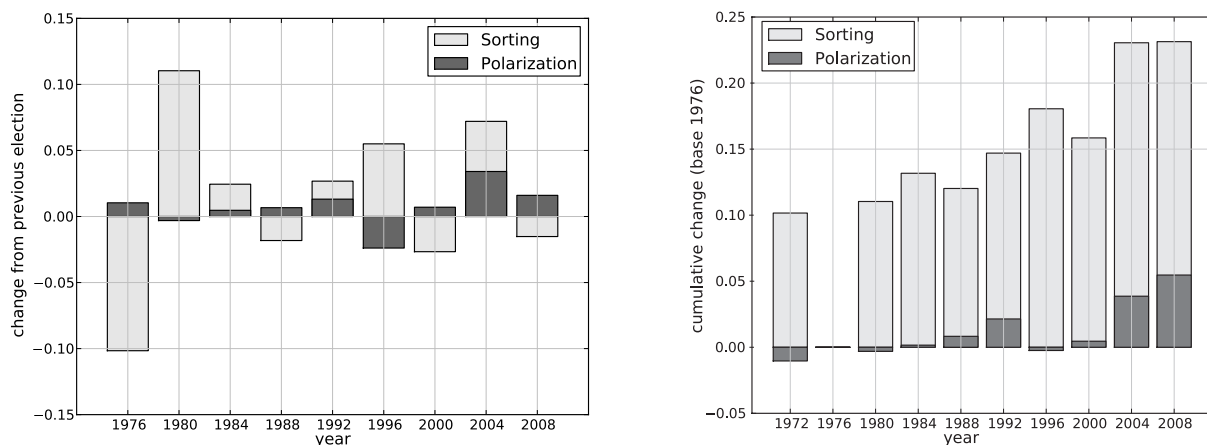 change from previous election
0.15
0.10
0.05
0.00
−0.05
−0.10
−0.15
Sorting
Polarization
1976 1980 1984 1988 1992 1996 2000 2004 2008
year
cumulative change (base 1976)
0.25
0.20
0.15
0.10
0.05
0.00
−0.05
Sorting
Polarization
1972 1976 1980 1984 1988 1992 1996 2000 2004 2008
year